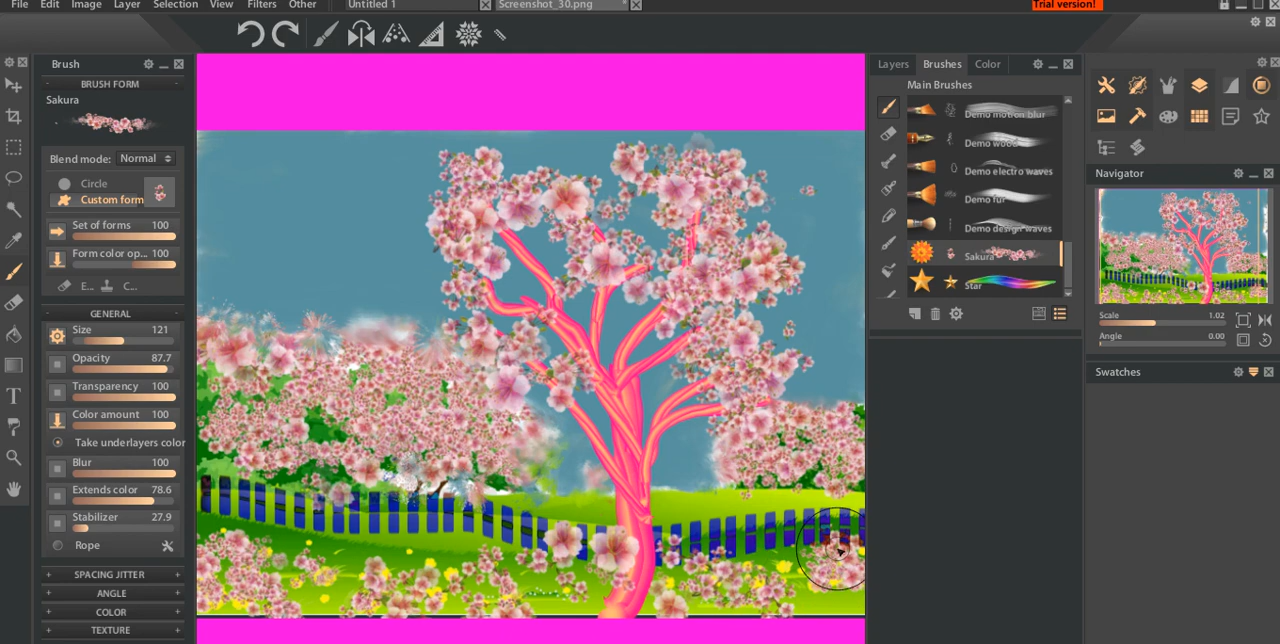 File Edit Image Layer Selection View Filters Other Untitled 1 Screenshot_30.png * Trial version!
Brush
BRUSH FORM
Sakura
Blend mode: Normal
Circle
Custom form
Set of forms 100
Form color op... 100
E... C...
GENERAL
Size 121
Opacity 87.7
Transparency 100
Color amount 100
Take underlayers color
Blur 100
Extends color 78.6
Stabilizer 27.9
Rope
+ SPACING JITTER +
+ ANGLE +
+ COLOR +
+ TEXTURE +
Layers Brushes Color
Main Brushes
Demo motion blur
Demo wood
Demo electro waves
Demo fur
Demo design waves
Sakura
Star
Navigator
Scale 1.02
Angle 0.00
Swatches